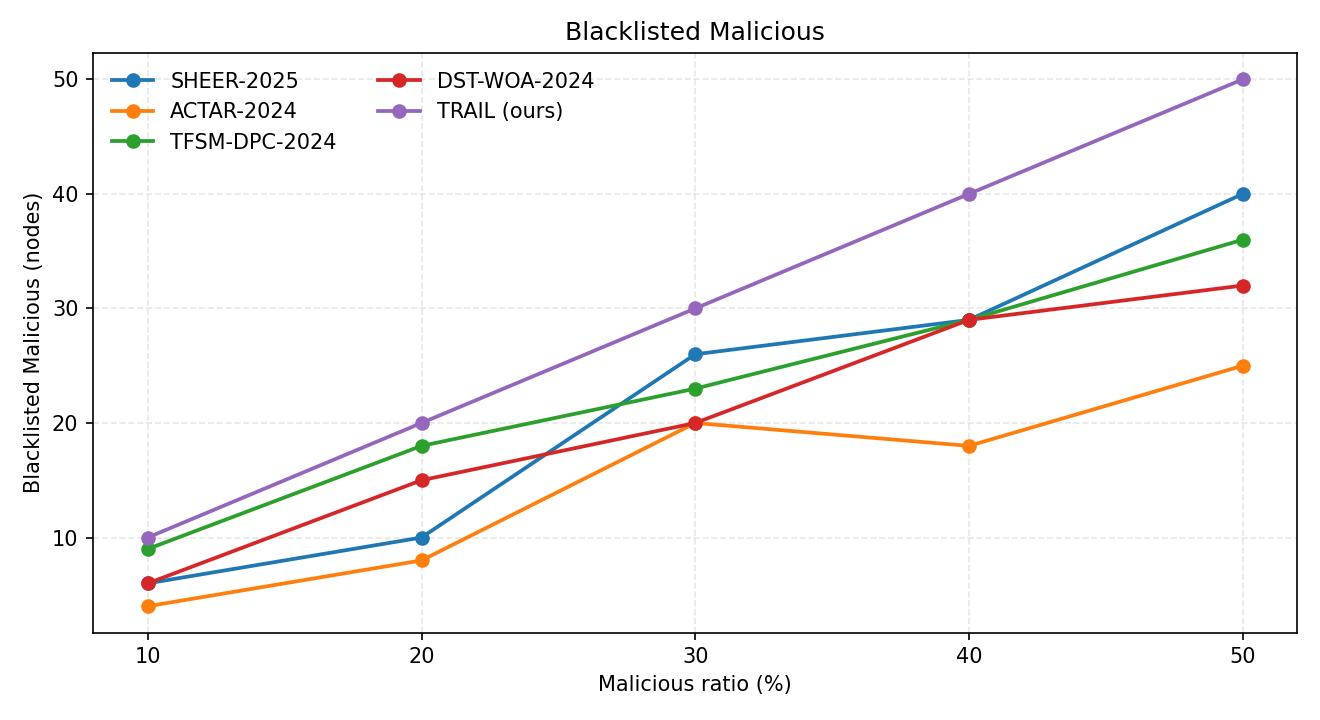 Blacklisted Malicious
SHEER-2025
ACTAR-2024
TFSM-DPC-2024
DST-WOA-2024
TRAIL (ours)
Blacklisted Malicious (nodes)
50
40
30
20
10
10 20 30 40 50
Malicious ratio (%)